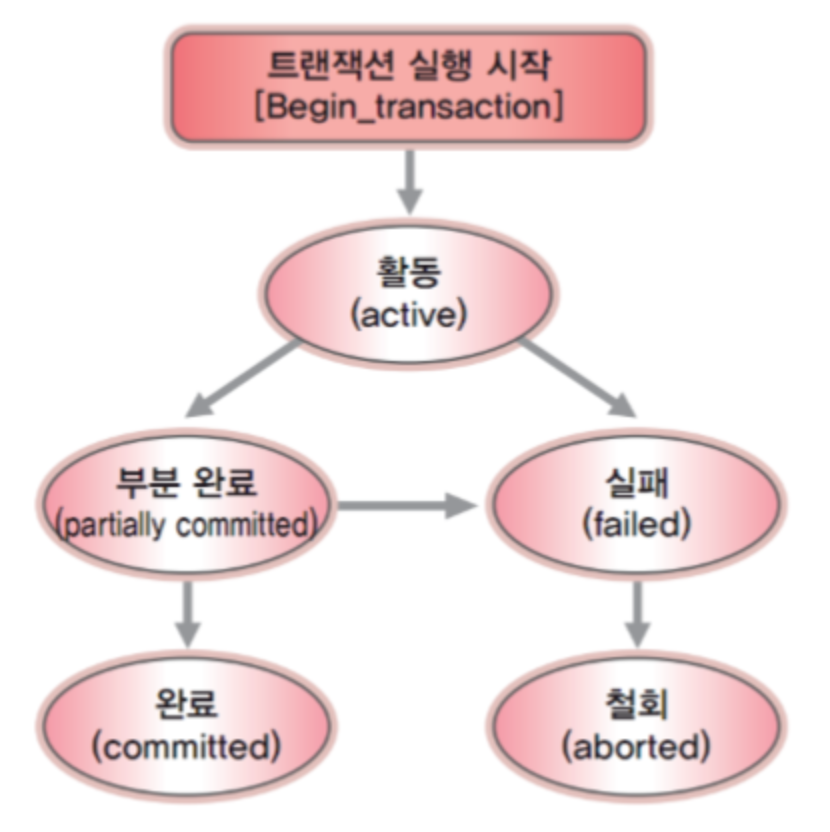 트랜잭션 실행 시작
[Begin_transaction]
활동
(active)
부분 완료
(partially committed)
실패
(failed)
완료
(committed)
철회
(aborted)